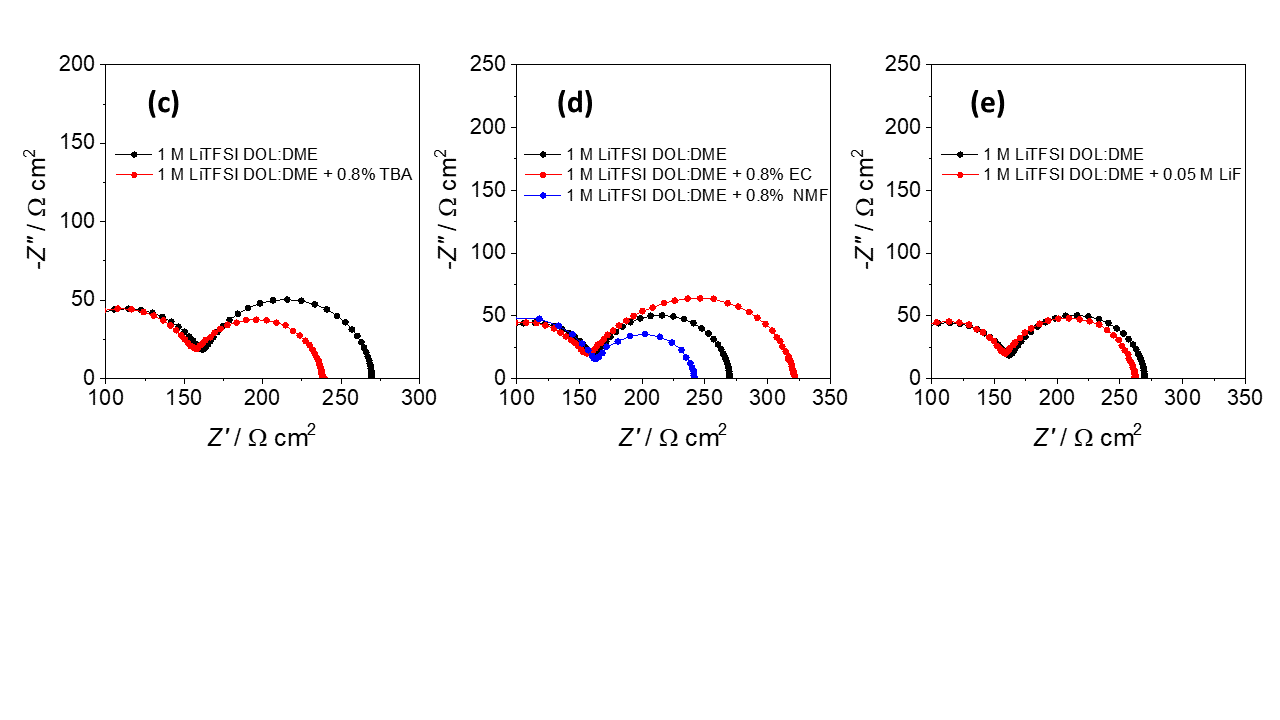 (c)
1 M LiTFSI DOL:DME
1 M LiTFSI DOL:DME + 0.8% TBA
200
150
100
50
0
100
150
200
250
300
-Z″ / Ω cm²
Z′ / Ω cm²
(d)
1 M LiTFSI DOL:DME
1 M LiTFSI DOL:DME + 0.8% EC
1 M LiTFSI DOL:DME + 0.8% NMF
250
200
150
100
50
0
100
150
200
250
300
350
-Z″ / Ω cm²
Z′ / Ω cm²
(e)
1 M LiTFSI DOL:DME
1 M LiTFSI DOL:DME + 0.05 M LiF
250
200
150
100
50
0
100
150
200
250
300
350
-Z″ / Ω cm²
Z′ / Ω cm²